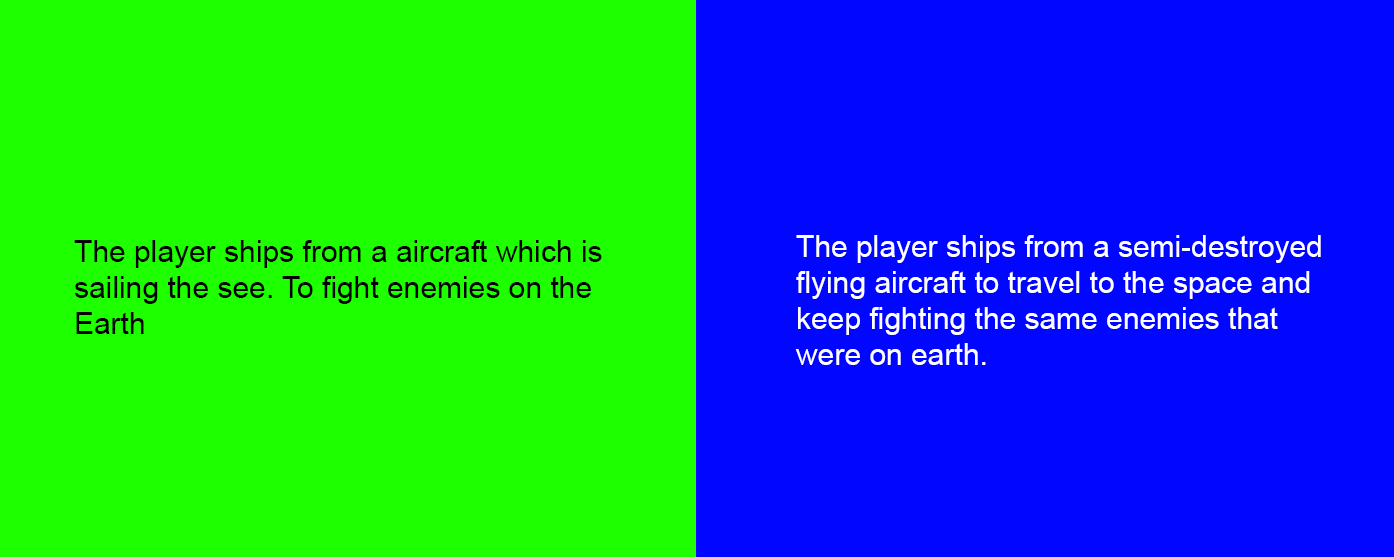 The player ships from a aircraft which is
sailing the see. To fight enemies on the
Earth
The player ships from a semi-destroyed
flying aircraft to travel to the space and
keep fighting the same enemies that
were on earth.